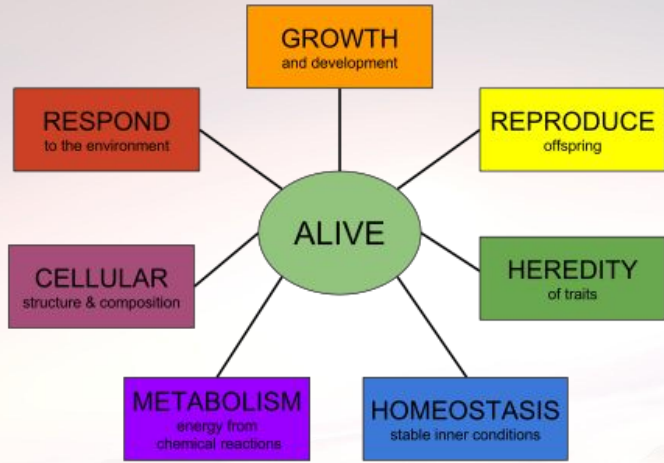 GROWTH
and development
RESPOND
to the environment
REPRODUCE
offspring
ALIVE
CELLULAR
structure & composition
HEREDITY
of traits
METABOLISM
energy from
chemical reactions
HOMEOSTASIS
stable inner conditions